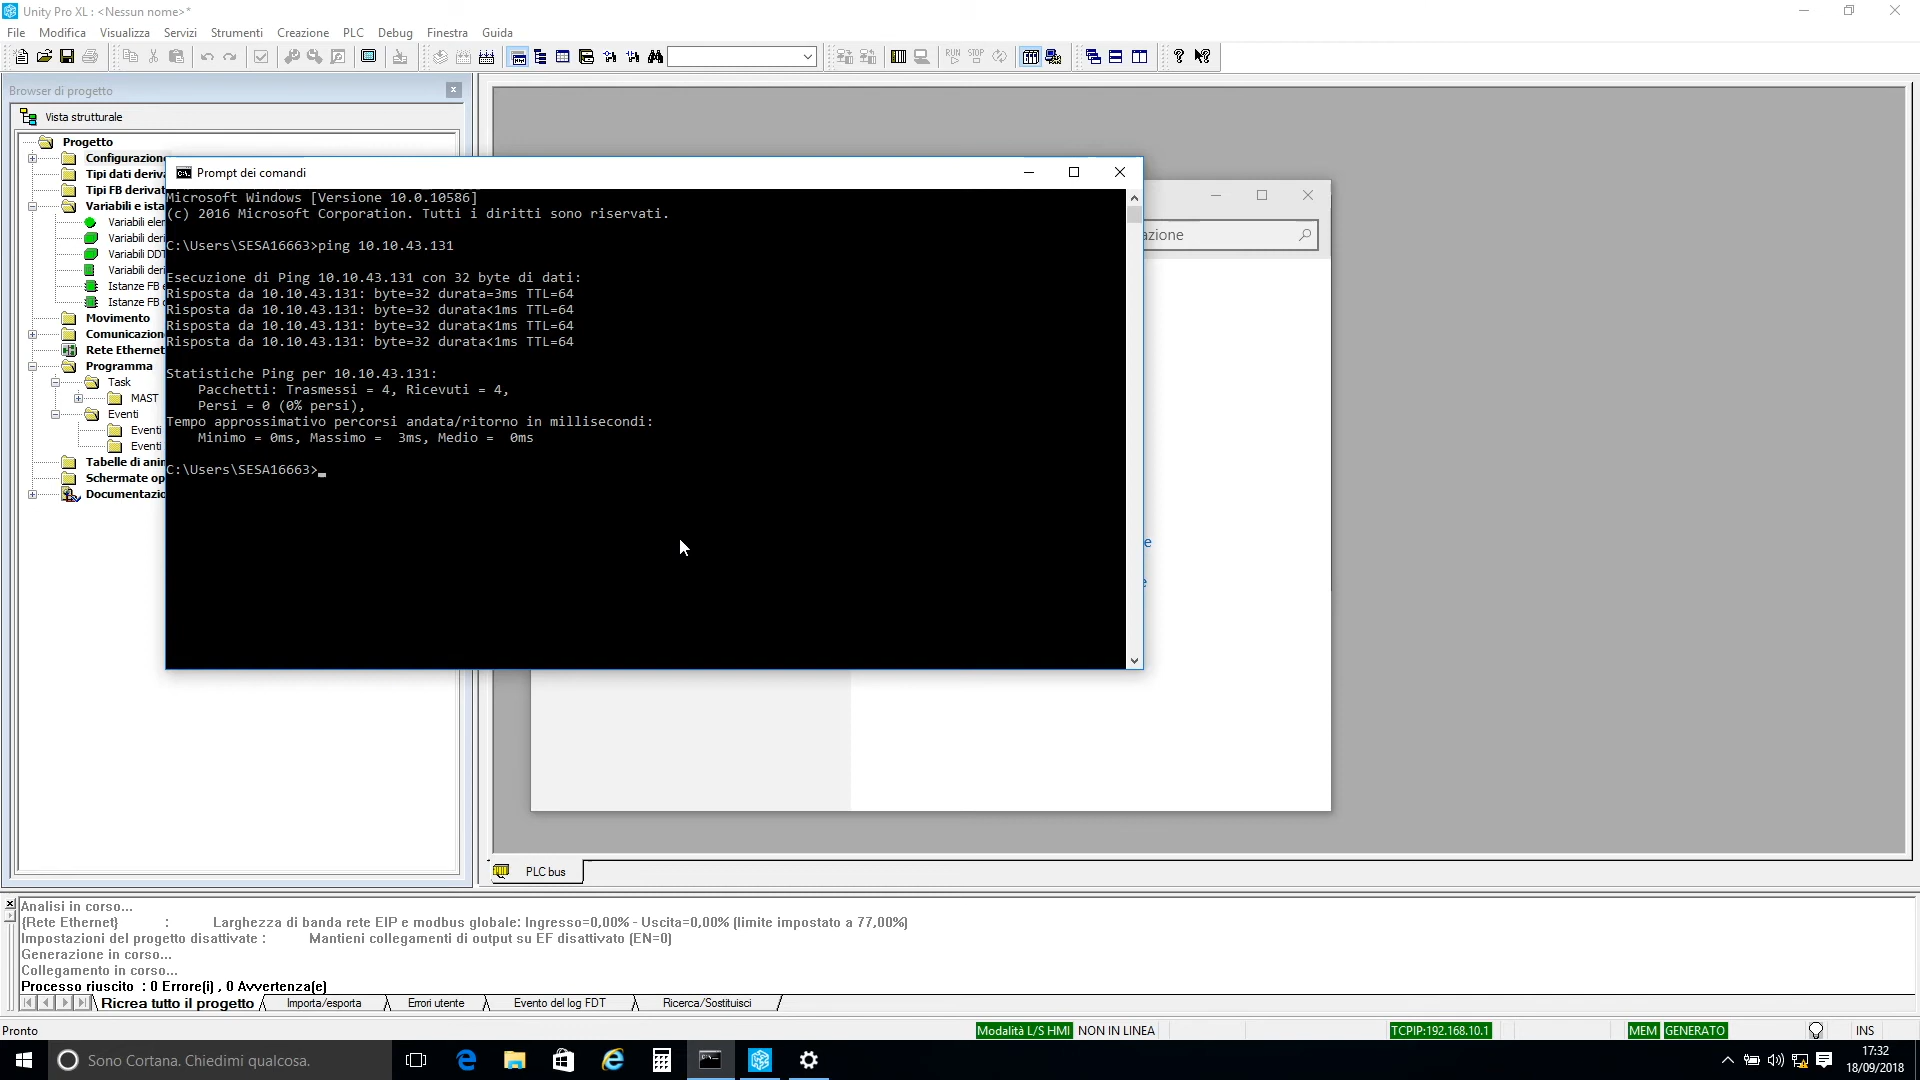 Unity Pro XL : <Nessun nome>*
File Modifica Visualizza Servizi Strumenti Creazione PLC Debug Finestra Guida
RUN STOP
Browser di progetto
Vista strutturale
Progetto
Configurazione
Tipi dati deriva
Tipi FB derivat
Variabili e ista
Variabili elem
Variabili deri
Variabili DDT
Variabili deri
Istanze FB e
Istanze FB d
Movimento
Comunicazion
Rete Ethernet
Programma
Task
MAST
Eventi
Eventi
Eventi
Tabelle di anim
Schermate op
Documentazio
Prompt dei comandi
Microsoft Windows [Versione 10.0.10586]
(c) 2016 Microsoft Corporation. Tutti i diritti sono riservati.
C:\Users\SESA16663>ping 10.10.43.131
Esecuzione di Ping 10.10.43.131 con 32 byte di dati:
Risposta da 10.10.43.131: byte=32 durata=3ms TTL=64
Risposta da 10.10.43.131: byte=32 durata<1ms TTL=64
Risposta da 10.10.43.131: byte=32 durata<1ms TTL=64
Risposta da 10.10.43.131: byte=32 durata<1ms TTL=64
Statistiche Ping per 10.10.43.131:
Pacchetti: Trasmessi = 4, Ricevuti = 4,
Persi = 0 (0% persi),
Tempo approssimativo percorsi andata/ritorno in millisecondi:
Minimo = 0ms, Massimo =  3ms, Medio =  0ms
C:\Users\SESA16663>_
azione
e
e
PLC bus
Analisi in corso...
{Rete Ethernet} : Larghezza di banda rete EIP e modbus globale: Ingresso=0,00% - Uscita=0,00% (limite impostato a 77,00%)
Impostazioni del progetto disattivate : Mantieni collegamenti di output su EF disattivato (EN=0)
Generazione in corso...
Collegamento in corso...
Processo riuscito : 0 Errore(i) , 0 Avvertenza(e)
Ricrea tutto il progetto Importa/esporta Errori utente Evento del log FDT Ricerca/Sostituisci
Pronto Modalità L/S HMI NON IN LINEA TCPIP:192.168.10.1 MEM GENERATO INS
Sono Cortana. Chiedimi qualcosa.
17:32
18/09/2018